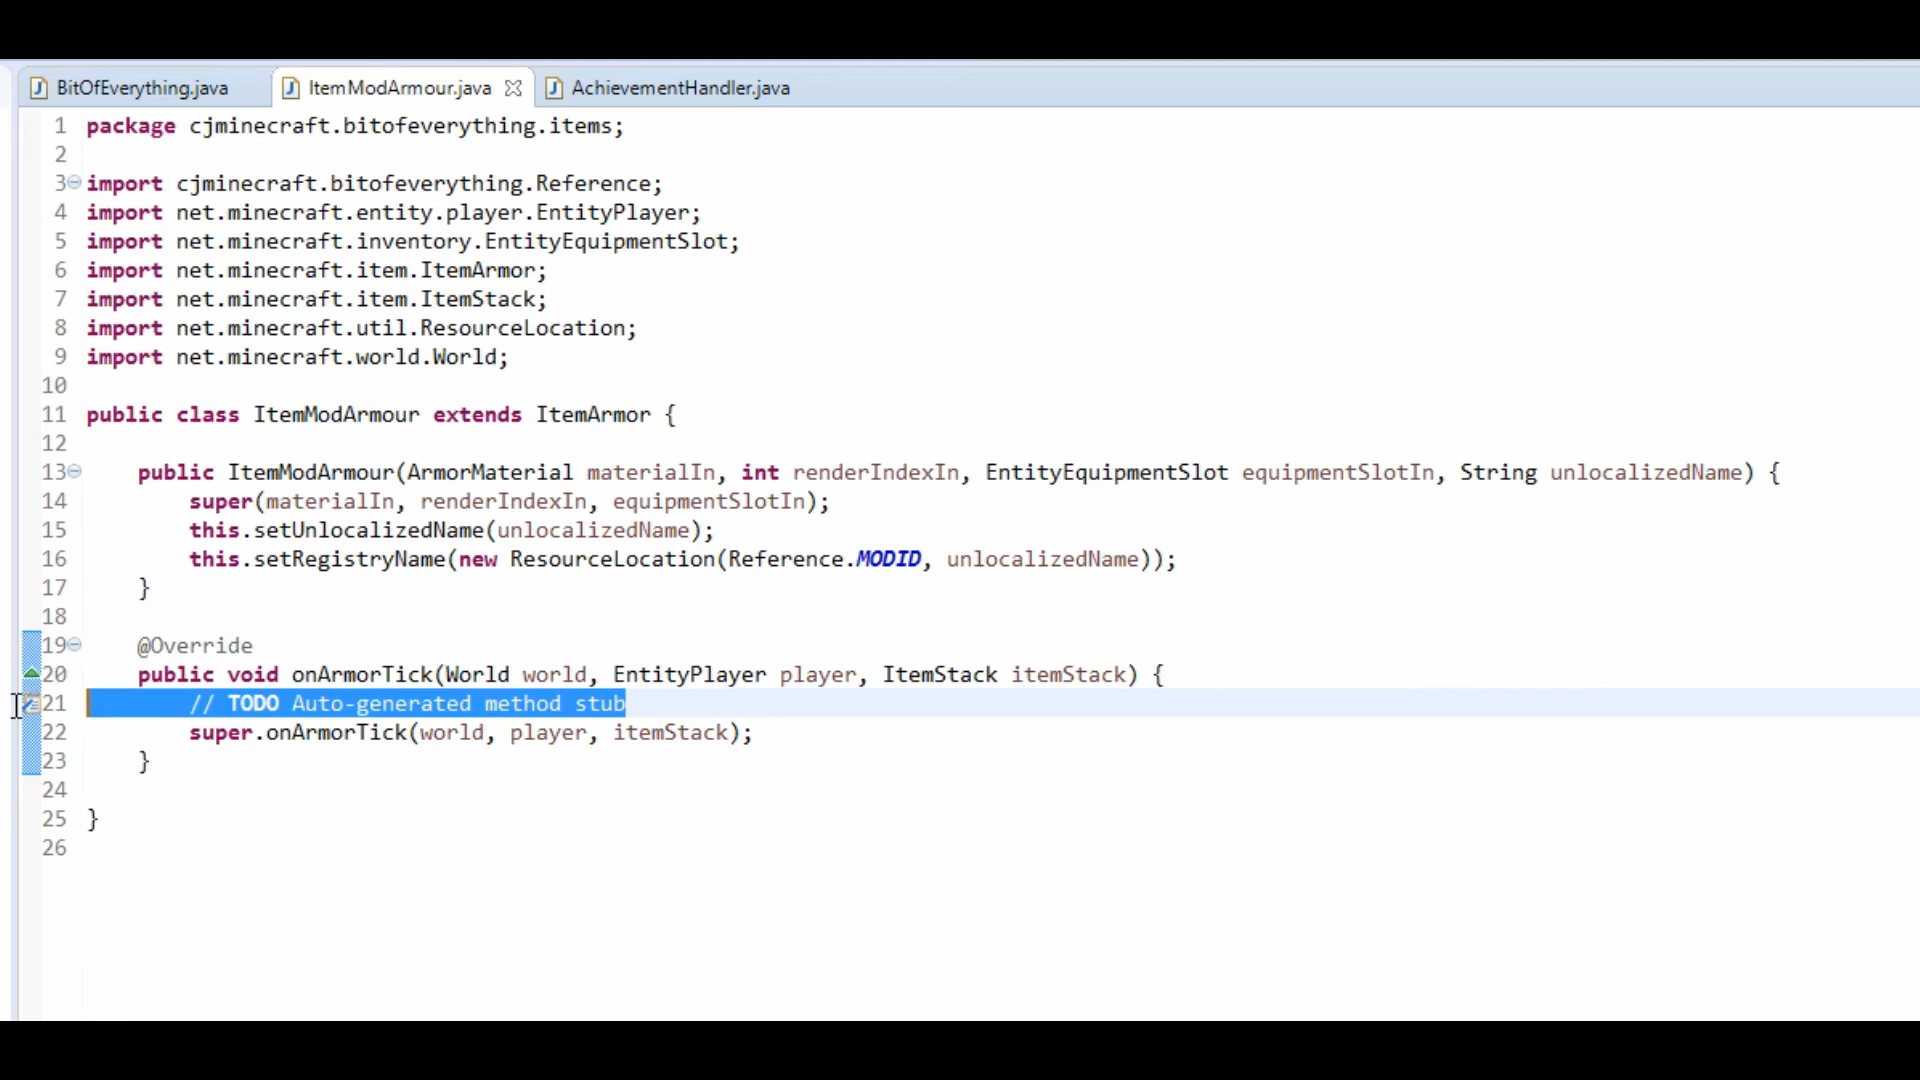 BitOfEverything.java ItemModArmour.java AchievementHandler.java
1 package cjminecraft.bitofeverything.items;
2
3 import cjminecraft.bitofeverything.Reference;
4 import net.minecraft.entity.player.EntityPlayer;
5 import net.minecraft.inventory.EntityEquipmentSlot;
6 import net.minecraft.item.ItemArmor;
7 import net.minecraft.item.ItemStack;
8 import net.minecraft.util.ResourceLocation;
9 import net.minecraft.world.World;
10
11 public class ItemModArmour extends ItemArmor {
12
13     public ItemModArmour(ArmorMaterial materialIn, int renderIndexIn, EntityEquipmentSlot equipmentSlotIn, String unlocalizedName) {
14         super(materialIn, renderIndexIn, equipmentSlotIn);
15         this.setUnlocalizedName(unlocalizedName);
16         this.setRegistryName(new ResourceLocation(Reference.MODID, unlocalizedName));
17     }
18
19     @Override
20     public void onArmorTick(World world, EntityPlayer player, ItemStack itemStack) {
21         // TODO Auto-generated method stub
22         super.onArmorTick(world, player, itemStack);
23     }
24
25 }
26